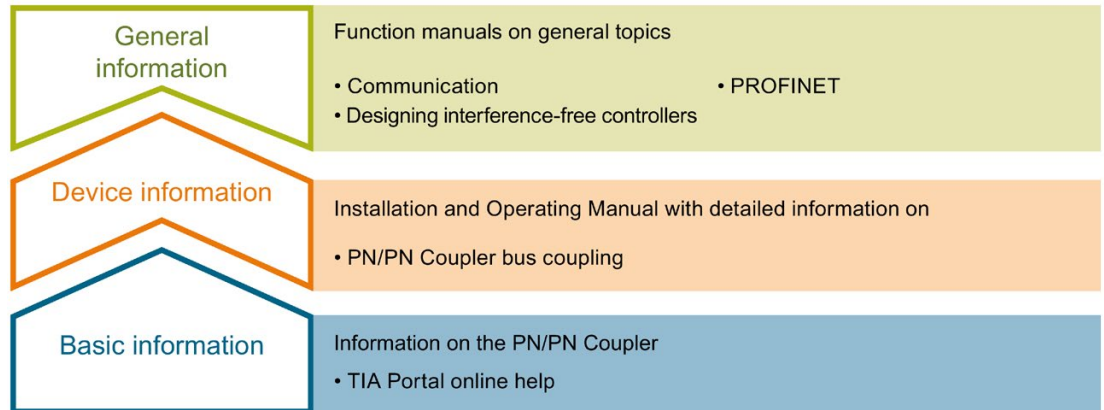 General
information
Function manuals on general topics
• Communication
• PROFINET
• Designing interference-free controllers
Device information
Installation and Operating Manual with detailed information on
• PN/PN Coupler bus coupling
Basic information
Information on the PN/PN Coupler
• TIA Portal online help